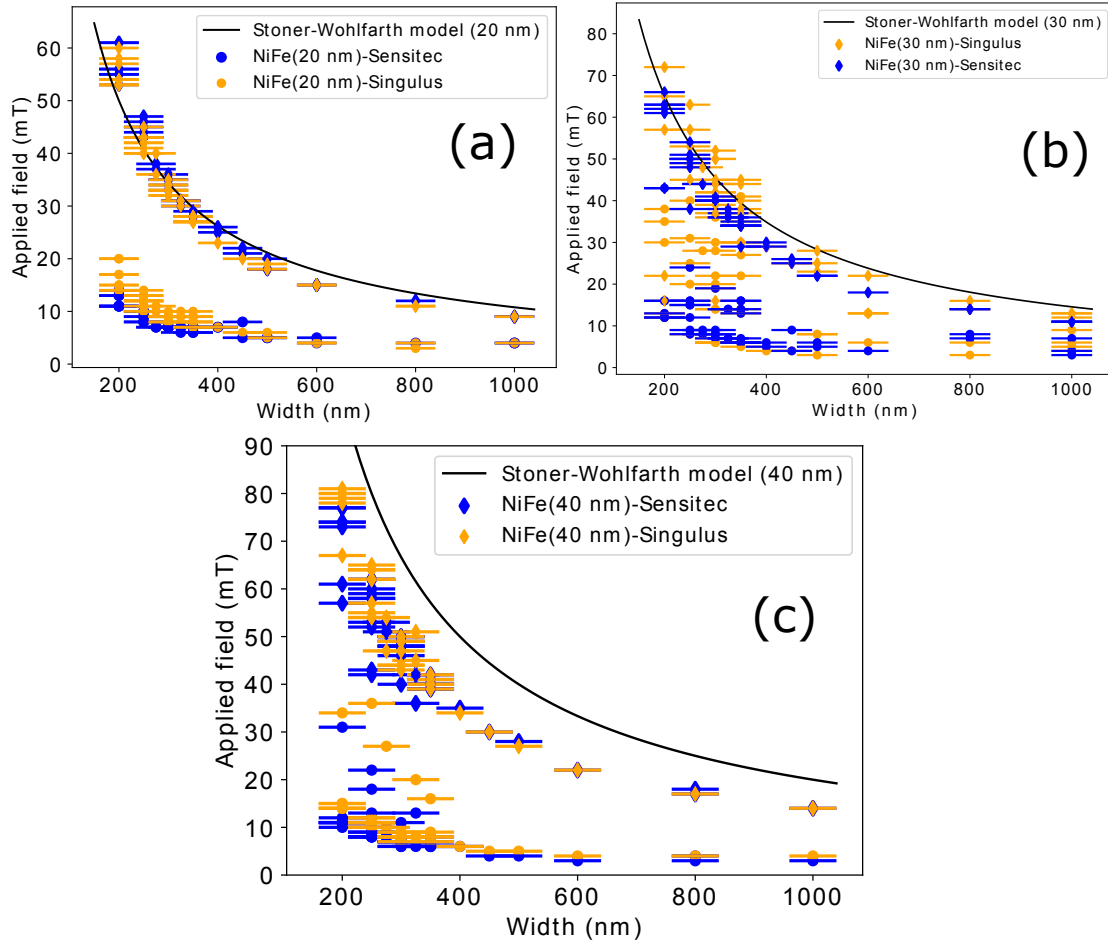 Stoner-Wohlfarth model (20 nm)
NiFe(20 nm)-Sensitec
NiFe(20 nm)-Singulus
(a)
Applied field (mT)
60
50
40
30
20
10
0
200
400
600
800
1000
Width (nm)
Stoner-Wohlfarth model (30 nm)
NiFe(30 nm)-Singulus
NiFe(30 nm)-Sensitec
(b)
Applied field (mT)
80
70
60
50
40
30
20
10
0
200
400
600
800
1000
Width (nm)
Stoner-Wohlfarth model (40 nm)
NiFe(40 nm)-Sensitec
NiFe(40 nm)-Singulus
(c)
Applied field (mT)
90
80
70
60
50
40
30
20
10
0
200
400
600
800
1000
Width (nm)